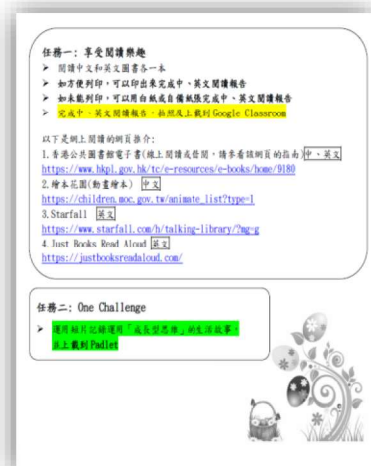 任務一: 享受閱讀樂趣
➢ 閱讀中文和英文圖書各一本
➢ 如方便列印，可以印出來完成中、英文閱讀報告
➢ 如未能列印，可以用白紙或自備紙張完成中、英文閱讀報告
➢ 完成中、英文閱讀報告，拍照及上載到 Google Classroom
以下是網上閱讀的網頁推介:
1.香港公共圖書館電子書(線上閱讀或借閱，請參看該網頁的指南)中、英文
https://www.hkpl.gov.hk/tc/e-resources/e-books/home/9180
2.繪本花園(動畫繪本) 中文
https://children.moc.gov.tw/animate_list?type=1
3.Starfall 英文
https://www.starfall.com/h/talking-library/?mg=g
4.Just Books Read Aloud 英文
https://justbooksreadaloud.com/
任務二: One Challenge
➢ 運用短片記錄運用「成長型思維」的生活故事，
並上載到 Padlet